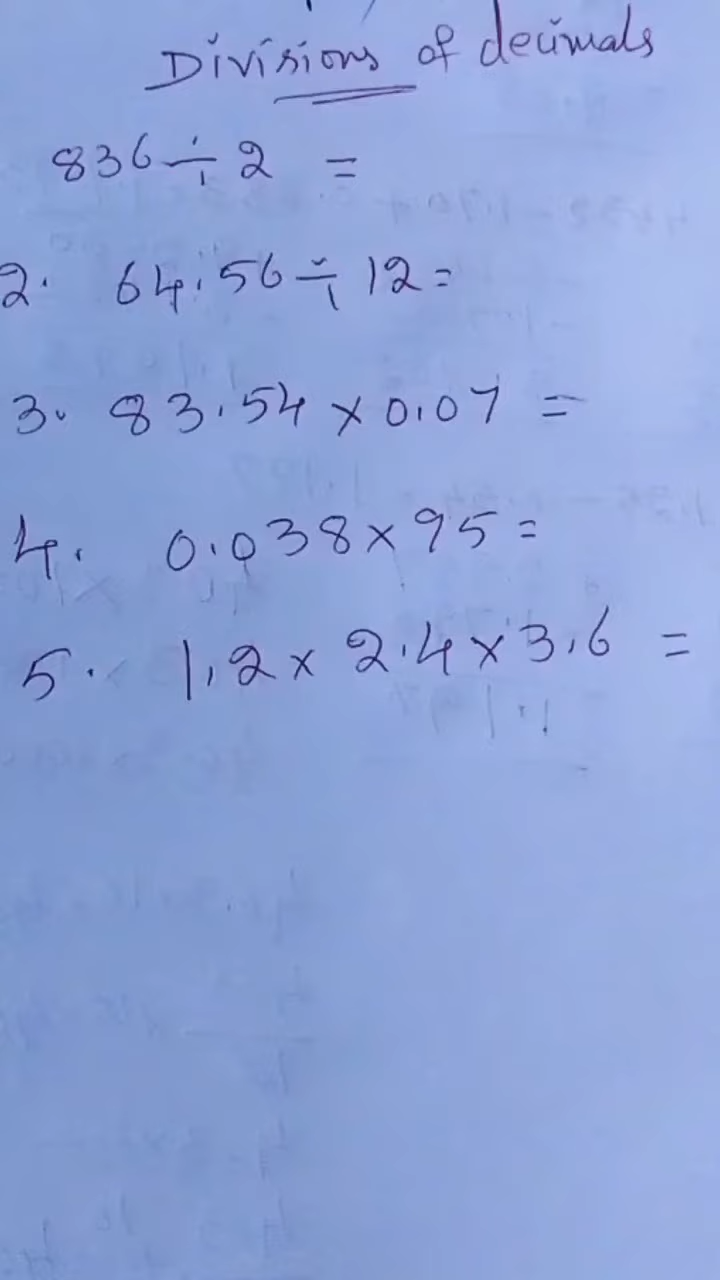 Divisions of decimals
836 ÷ 2 =
2. 64.56 ÷ 12 =
3. 83.54 × 0.07 =
4. 0.038 × 95 =
5. 1.2 × 2.4 × 3.6 =